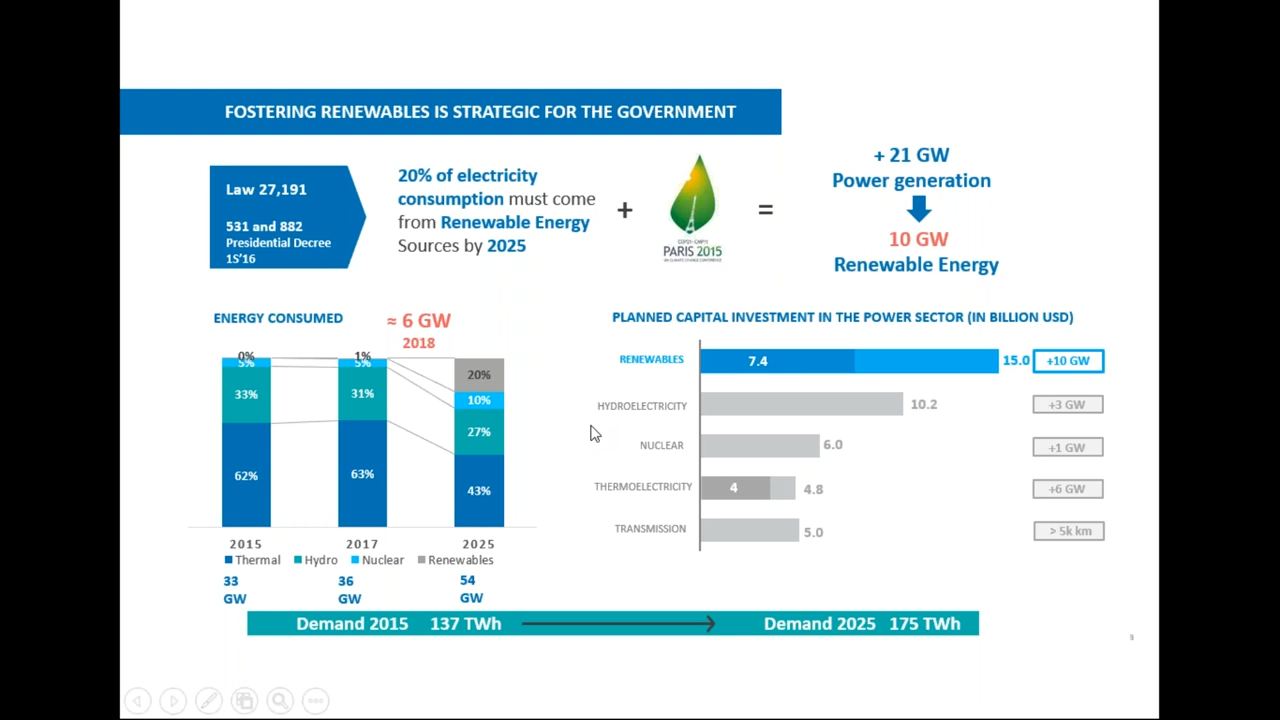 FOSTERING RENEWABLES IS STRATEGIC FOR THE GOVERNMENT
Law 27,191
531 and 882
Presidential Decree
1S'16
20% of electricity
consumption must come
from Renewable Energy
Sources by 2025
+
COP21·CMP11
PARIS 2015
UN CLIMATE CHANGE CONFERENCE
=
+ 21 GW
Power generation
10 GW
Renewable Energy
ENERGY CONSUMED
≈ 6 GW
2018
0%
5%
33%
62%
1%
5%
31%
63%
20%
10%
27%
43%
2015
2017
2025
Thermal
Hydro
Nuclear
Renewables
33
GW
36
GW
54
GW
PLANNED CAPITAL INVESTMENT IN THE POWER SECTOR (IN BILLION USD)
RENEWABLES 7.4 15.0 +10 GW
HYDROELECTRICITY 10.2 +3 GW
NUCLEAR 6.0 +1 GW
THERMOELECTRICITY 4 4.8 +6 GW
TRANSMISSION 5.0 > 5k km
Demand 2015 137 TWh
Demand 2025 175 TWh